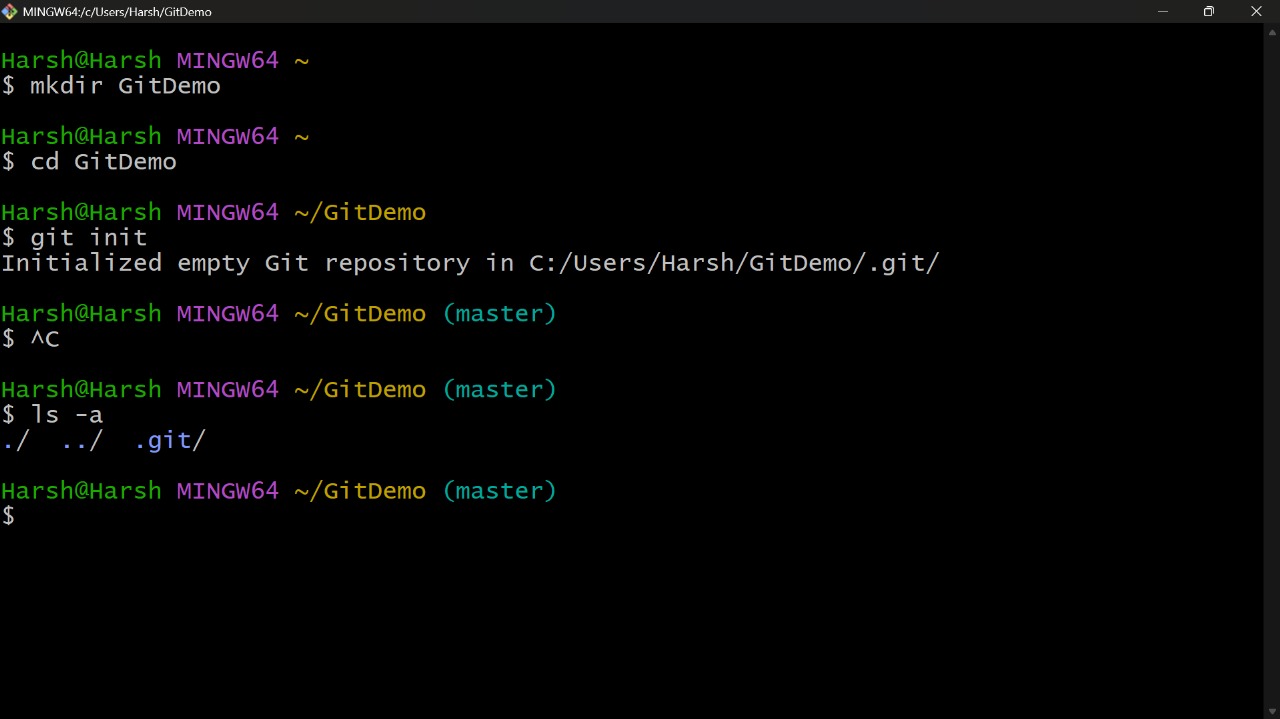 MINGW64:/c/Users/Harsh/GitDemo
Harsh@Harsh MINGW64 ~
$ mkdir GitDemo
Harsh@Harsh MINGW64 ~
$ cd GitDemo
Harsh@Harsh MINGW64 ~/GitDemo
$ git init
Initialized empty Git repository in C:/Users/Harsh/GitDemo/.git/
Harsh@Harsh MINGW64 ~/GitDemo (master)
$ ^C
Harsh@Harsh MINGW64 ~/GitDemo (master)
$ ls -a
./  ../  .git/
Harsh@Harsh MINGW64 ~/GitDemo (master)
$